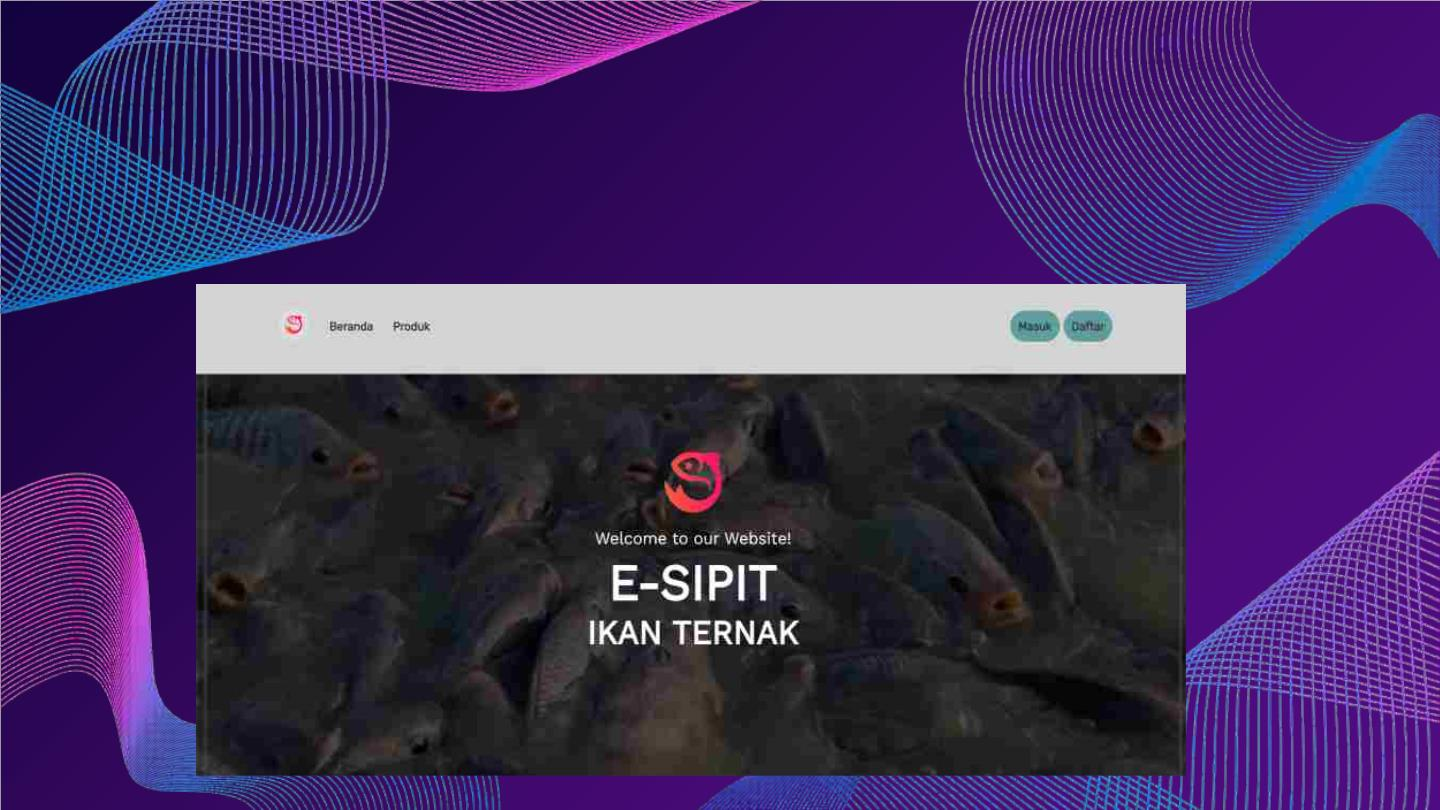 Beranda Produk Masuk Daftar
Welcome to our Website!
E-SIPIT
IKAN TERNAK